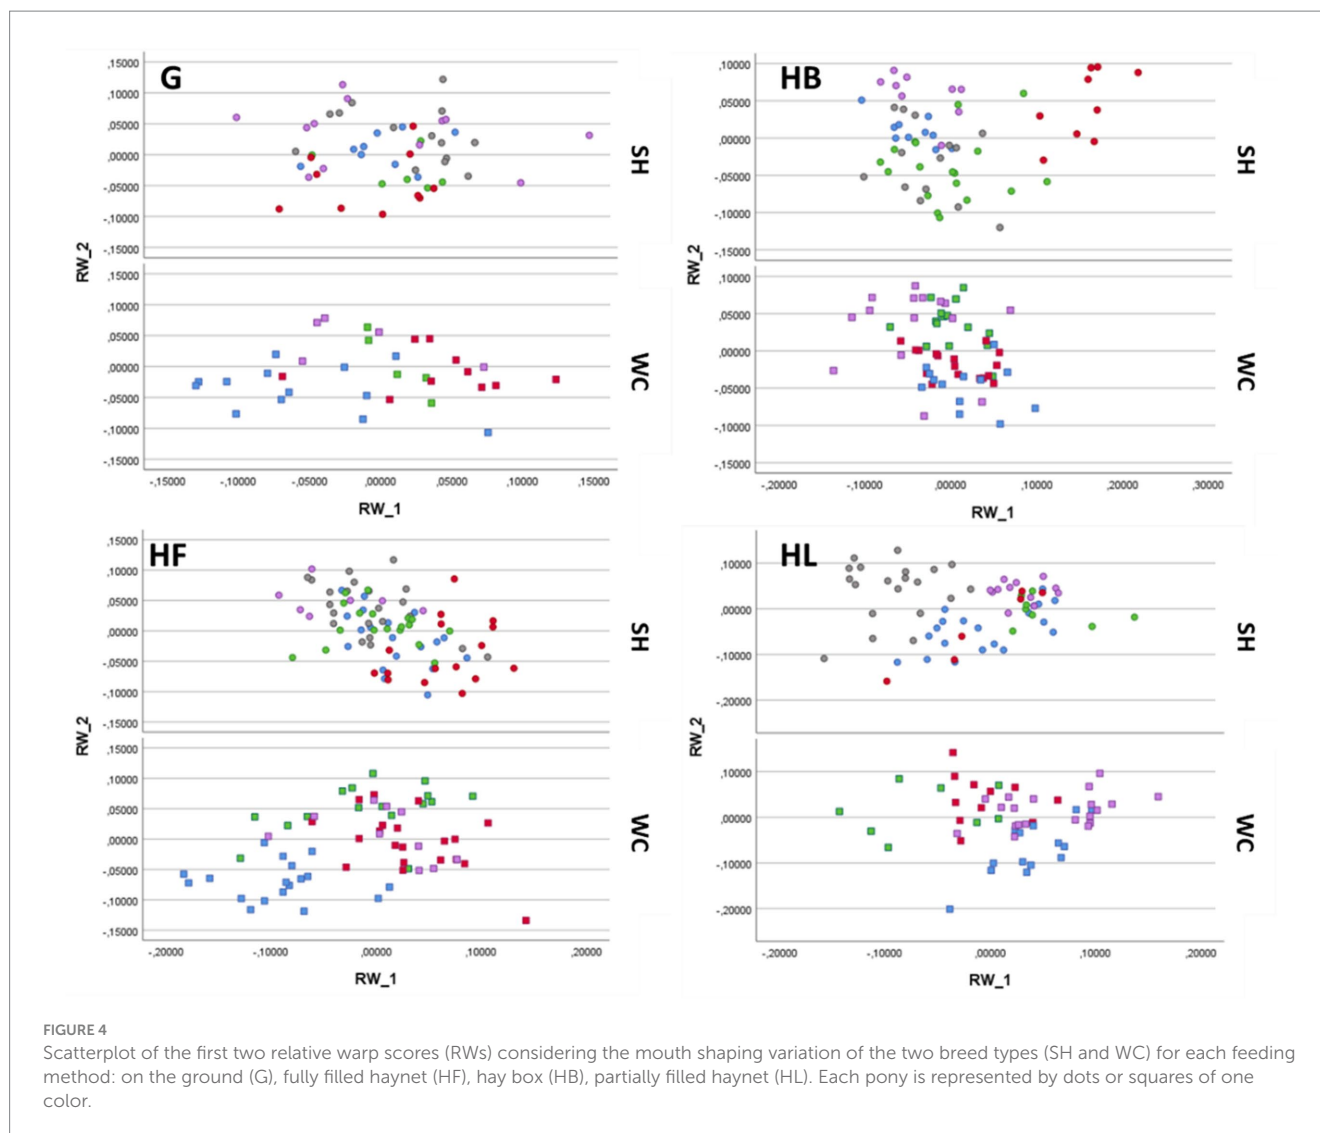 G
,15000
,10000
,05000
,00000
-,05000
-,10000
-,15000
SH
RW_2
,15000
,10000
,05000
,00000
-,05000
-,10000
-,15000
WC
-,15000 -,10000 -,05000 ,00000 ,05000 ,10000 ,15000
RW_1
HB
,10000
,05000
,00000
-,05000
-,10000
-,15000
SH
RW_2
,10000
,05000
,00000
-,05000
-,10000
-,15000
WC
-,20000 -,10000 ,00000 ,10000 ,20000 ,30000
RW_1
HF
,15000
,10000
,05000
,00000
-,05000
-,10000
-,15000
SH
RW_2
,15000
,10000
,05000
,00000
-,05000
-,10000
-,15000
WC
-,20000 -,10000 ,00000 ,10000 ,20000
RW_1
HL
,10000
,00000
-,10000
-,20000
SH
RW_2
,10000
,00000
-,10000
-,20000
WC
-,20000 -,10000 ,00000 ,10000 ,20000
RW_1
FIGURE 4
Scatterplot of the first two relative warp scores (RWs) considering the mouth shaping variation of the two breed types (SH and WC) for each feeding
method: on the ground (G), fully filled haynet (HF), hay box (HB), partially filled haynet (HL). Each pony is represented by dots or squares of one
color.